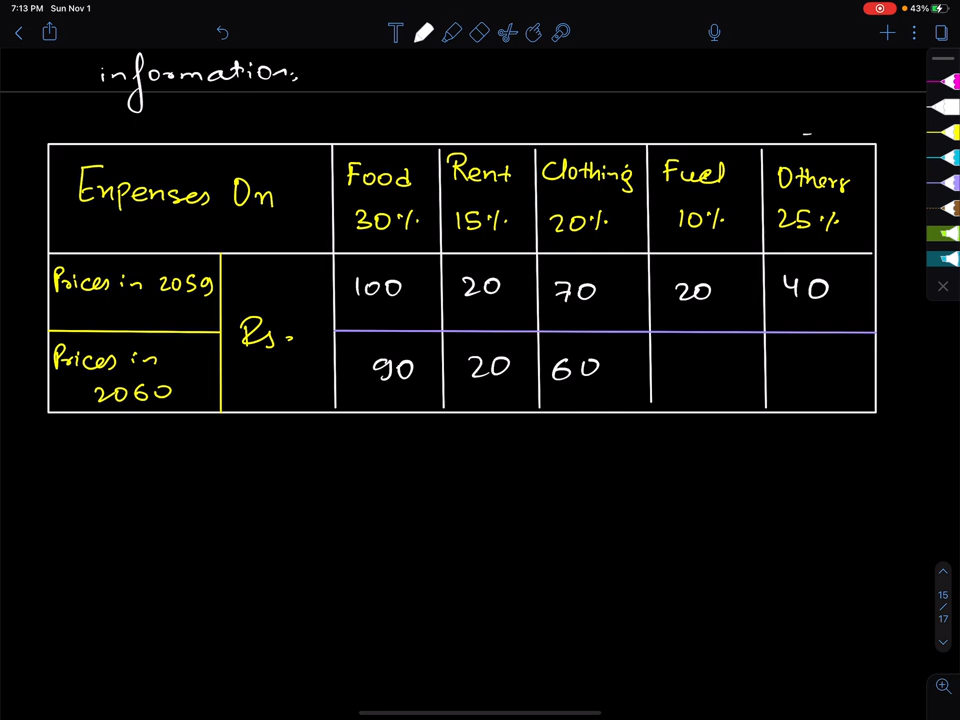 7:13 PM Sun Nov 1
43%
T
information.
Expenses On Food Rent Clothing Fuel Others
30% 15% 20% 10% 25%
Prices in 2059 Rs. 100 20 70 20 40
Prices in 2060 90 20 60
15
/
17